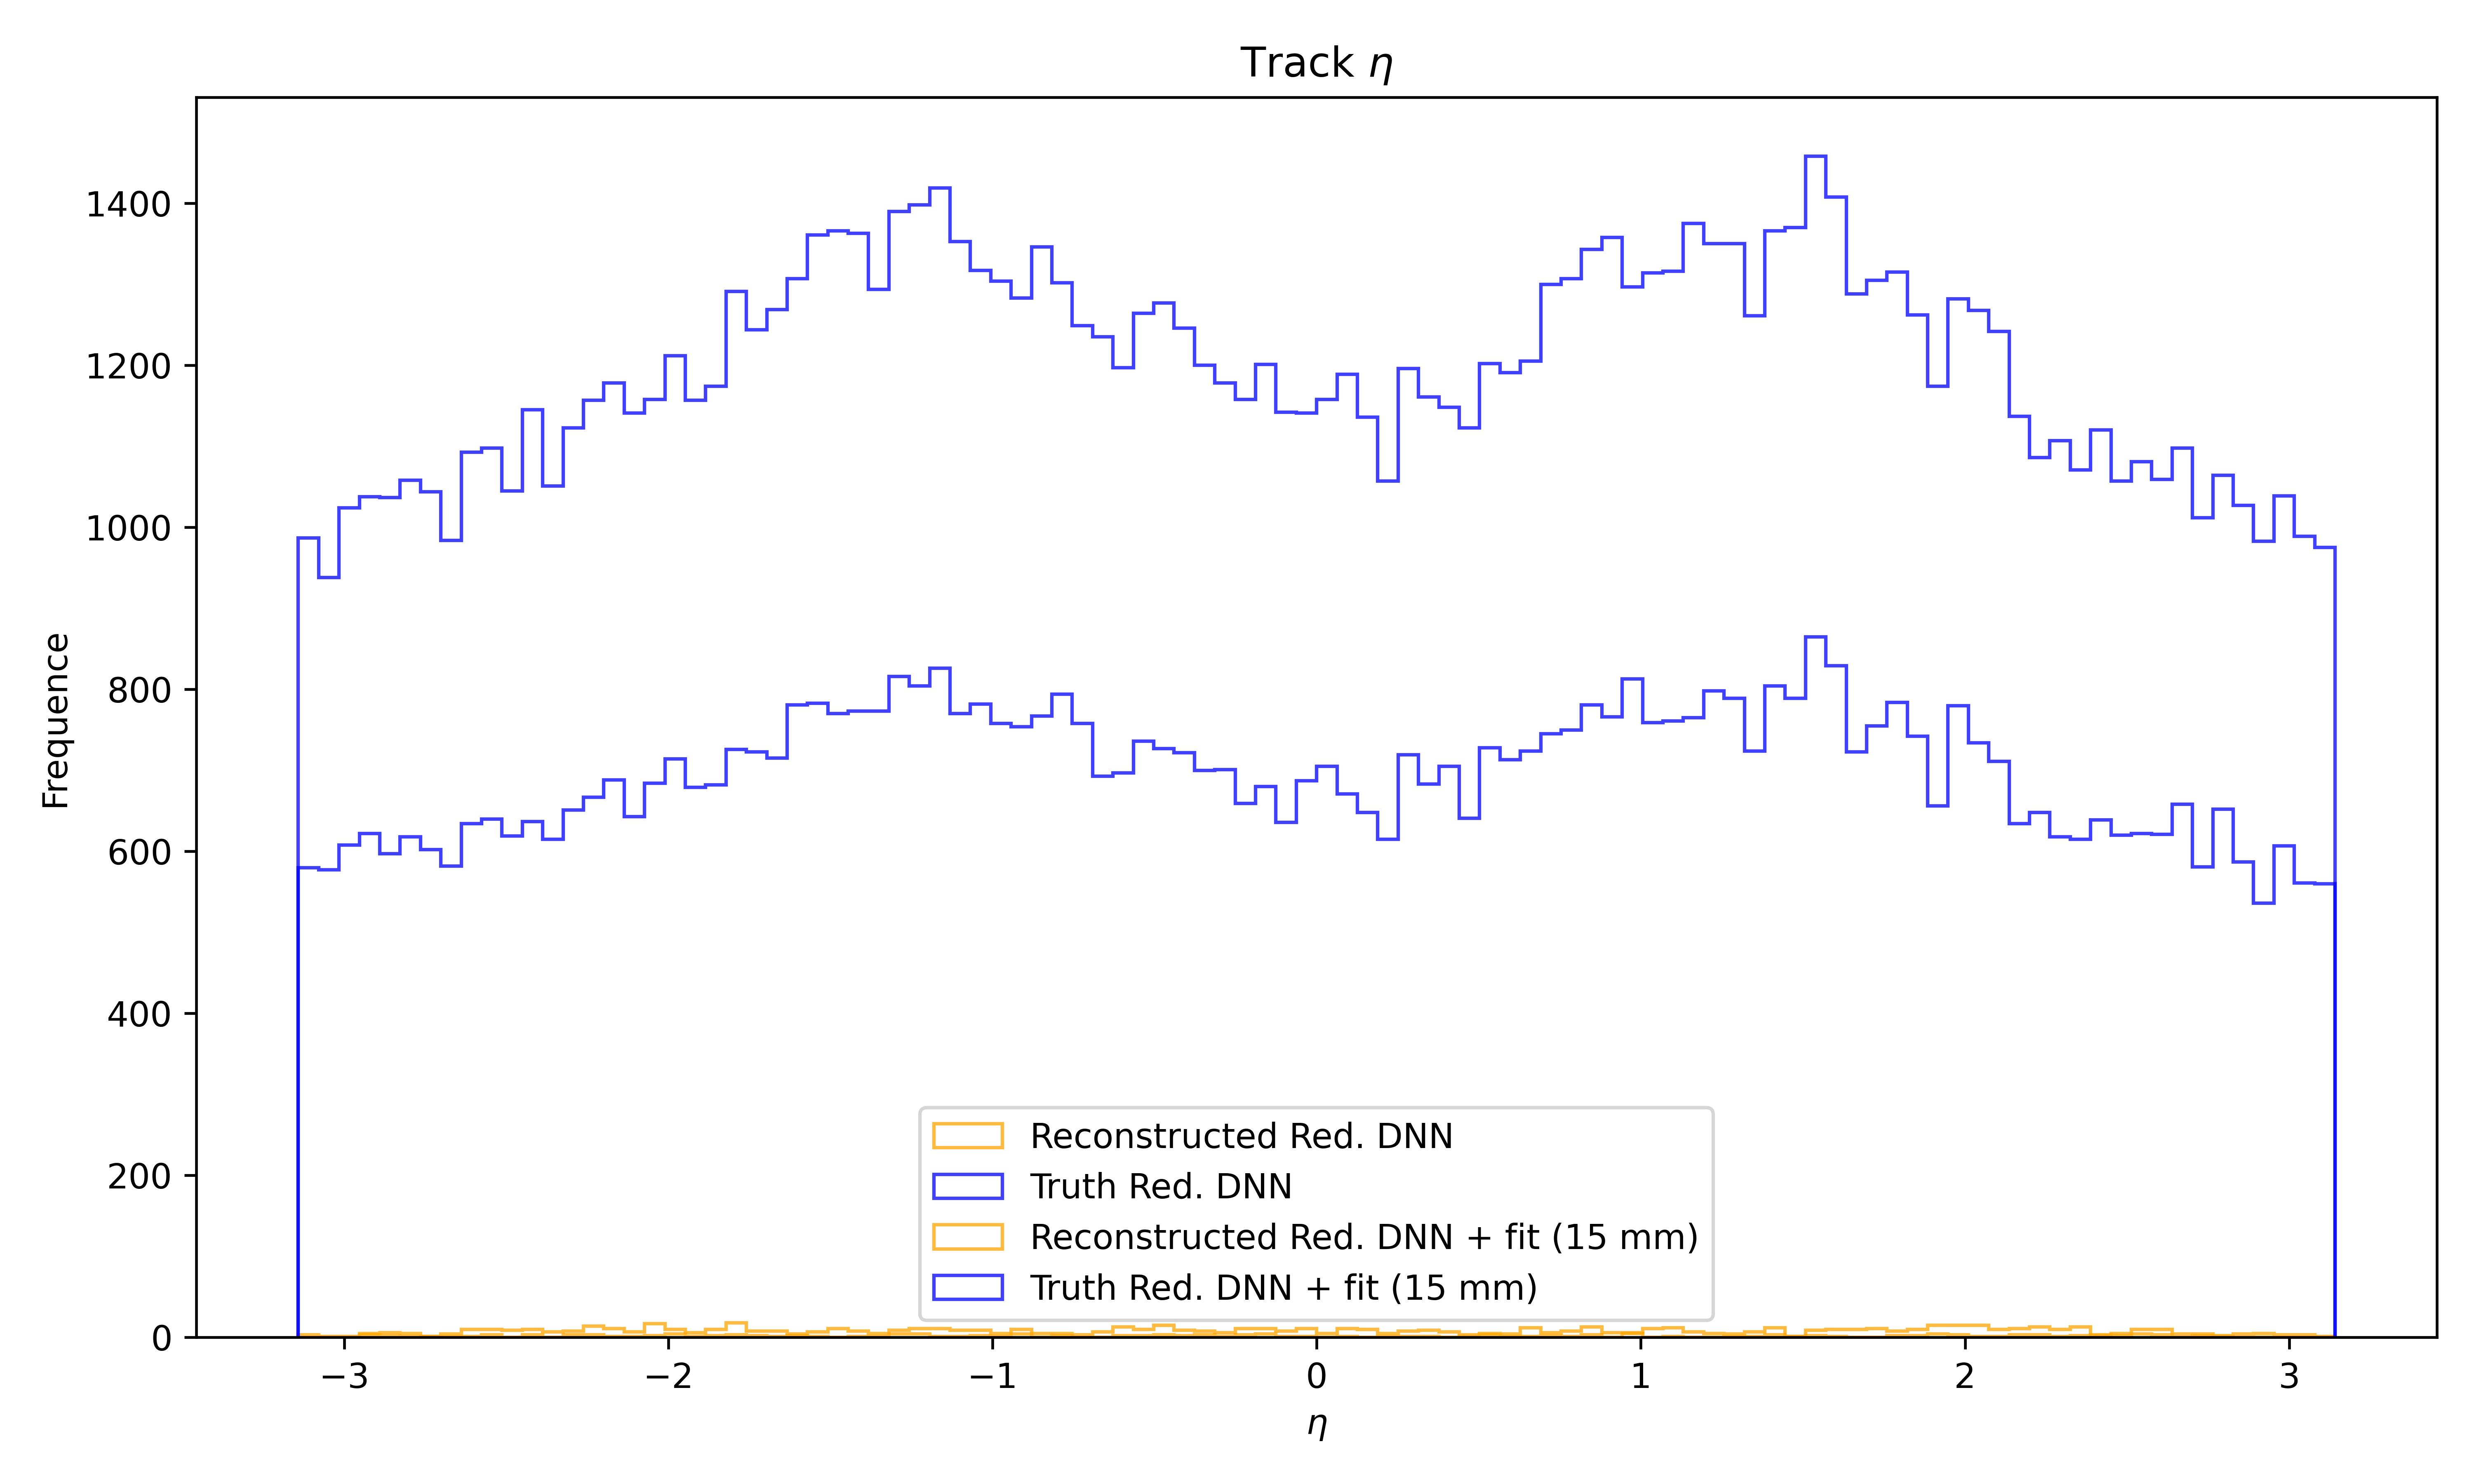 Track η
Frequence
1400
1200
1000
800
600
400
200
0
Reconstructed Red. DNN
Truth Red. DNN
Reconstructed Red. DNN + fit (15 mm)
Truth Red. DNN + fit (15 mm)
−3 −2 −1 0 1 2 3
η